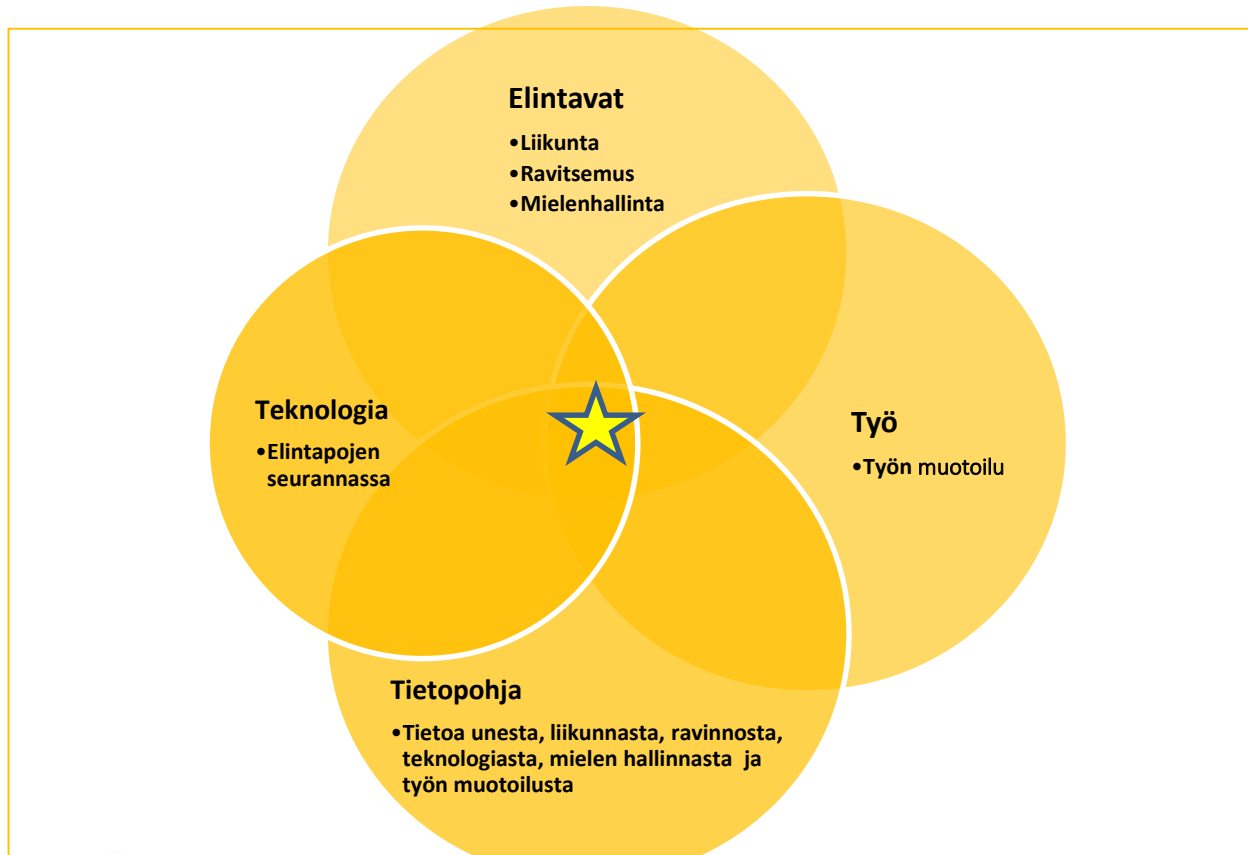 Elintavat
•Liikunta
•Ravitsemus
•Mielenhallinta
Teknologia
•Elintapojen
seurannassa
Työ
•Työn muotoilu
Tietopohja
•Tietoa unesta, liikunnasta, ravinnosta,
teknologiasta, mielen hallinnasta ja
työn muotoilusta